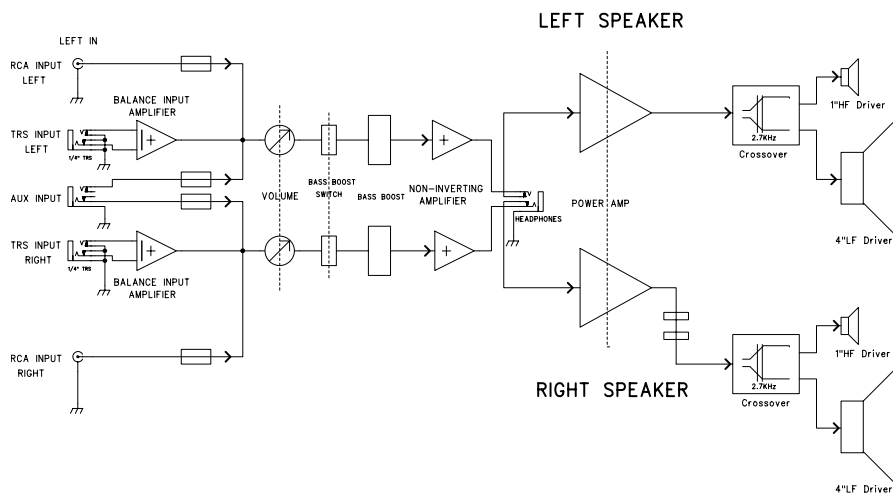 LEFT SPEAKER
LEFT IN
RCA INPUT
LEFT
BALANCE INPUT
AMPLIFIER
TRS INPUT
LEFT
1/4" TRS
AUX INPUT
TRS INPUT
RIGHT
1/4" TRS
BALANCE INPUT
AMPLIFIER
RCA INPUT
RIGHT
VOLUME
BASS BOOST
SWITCH
BASS BOOST
NON-INVERTING
AMPLIFIER
HEADPHONES
POWER AMP
2.7KHz
Crossover
1"HF Driver
4"LF Driver
RIGHT SPEAKER
2.7KHz
Crossover
1"HF Driver
4"LF Driver